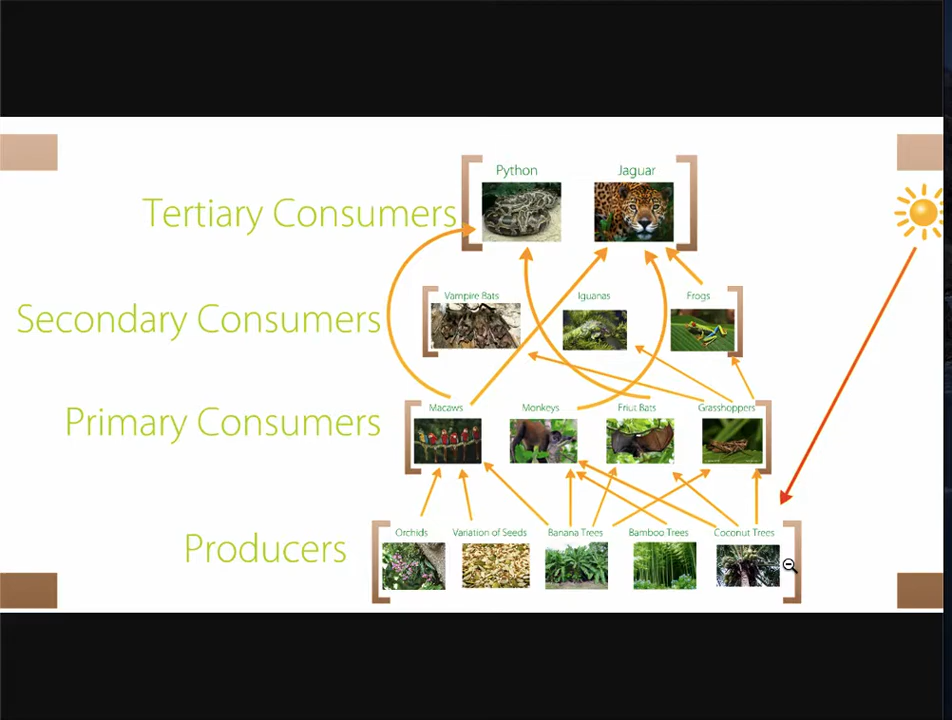 Python Jaguar
Tertiary Consumers
Vampire Bats Iguanas Frogs
Secondary Consumers
Macaws Monkeys Friut Bats Grasshoppers
Primary Consumers
Orchids Variation of Seeds Banana Trees Bamboo Trees Coconut Trees
Producers